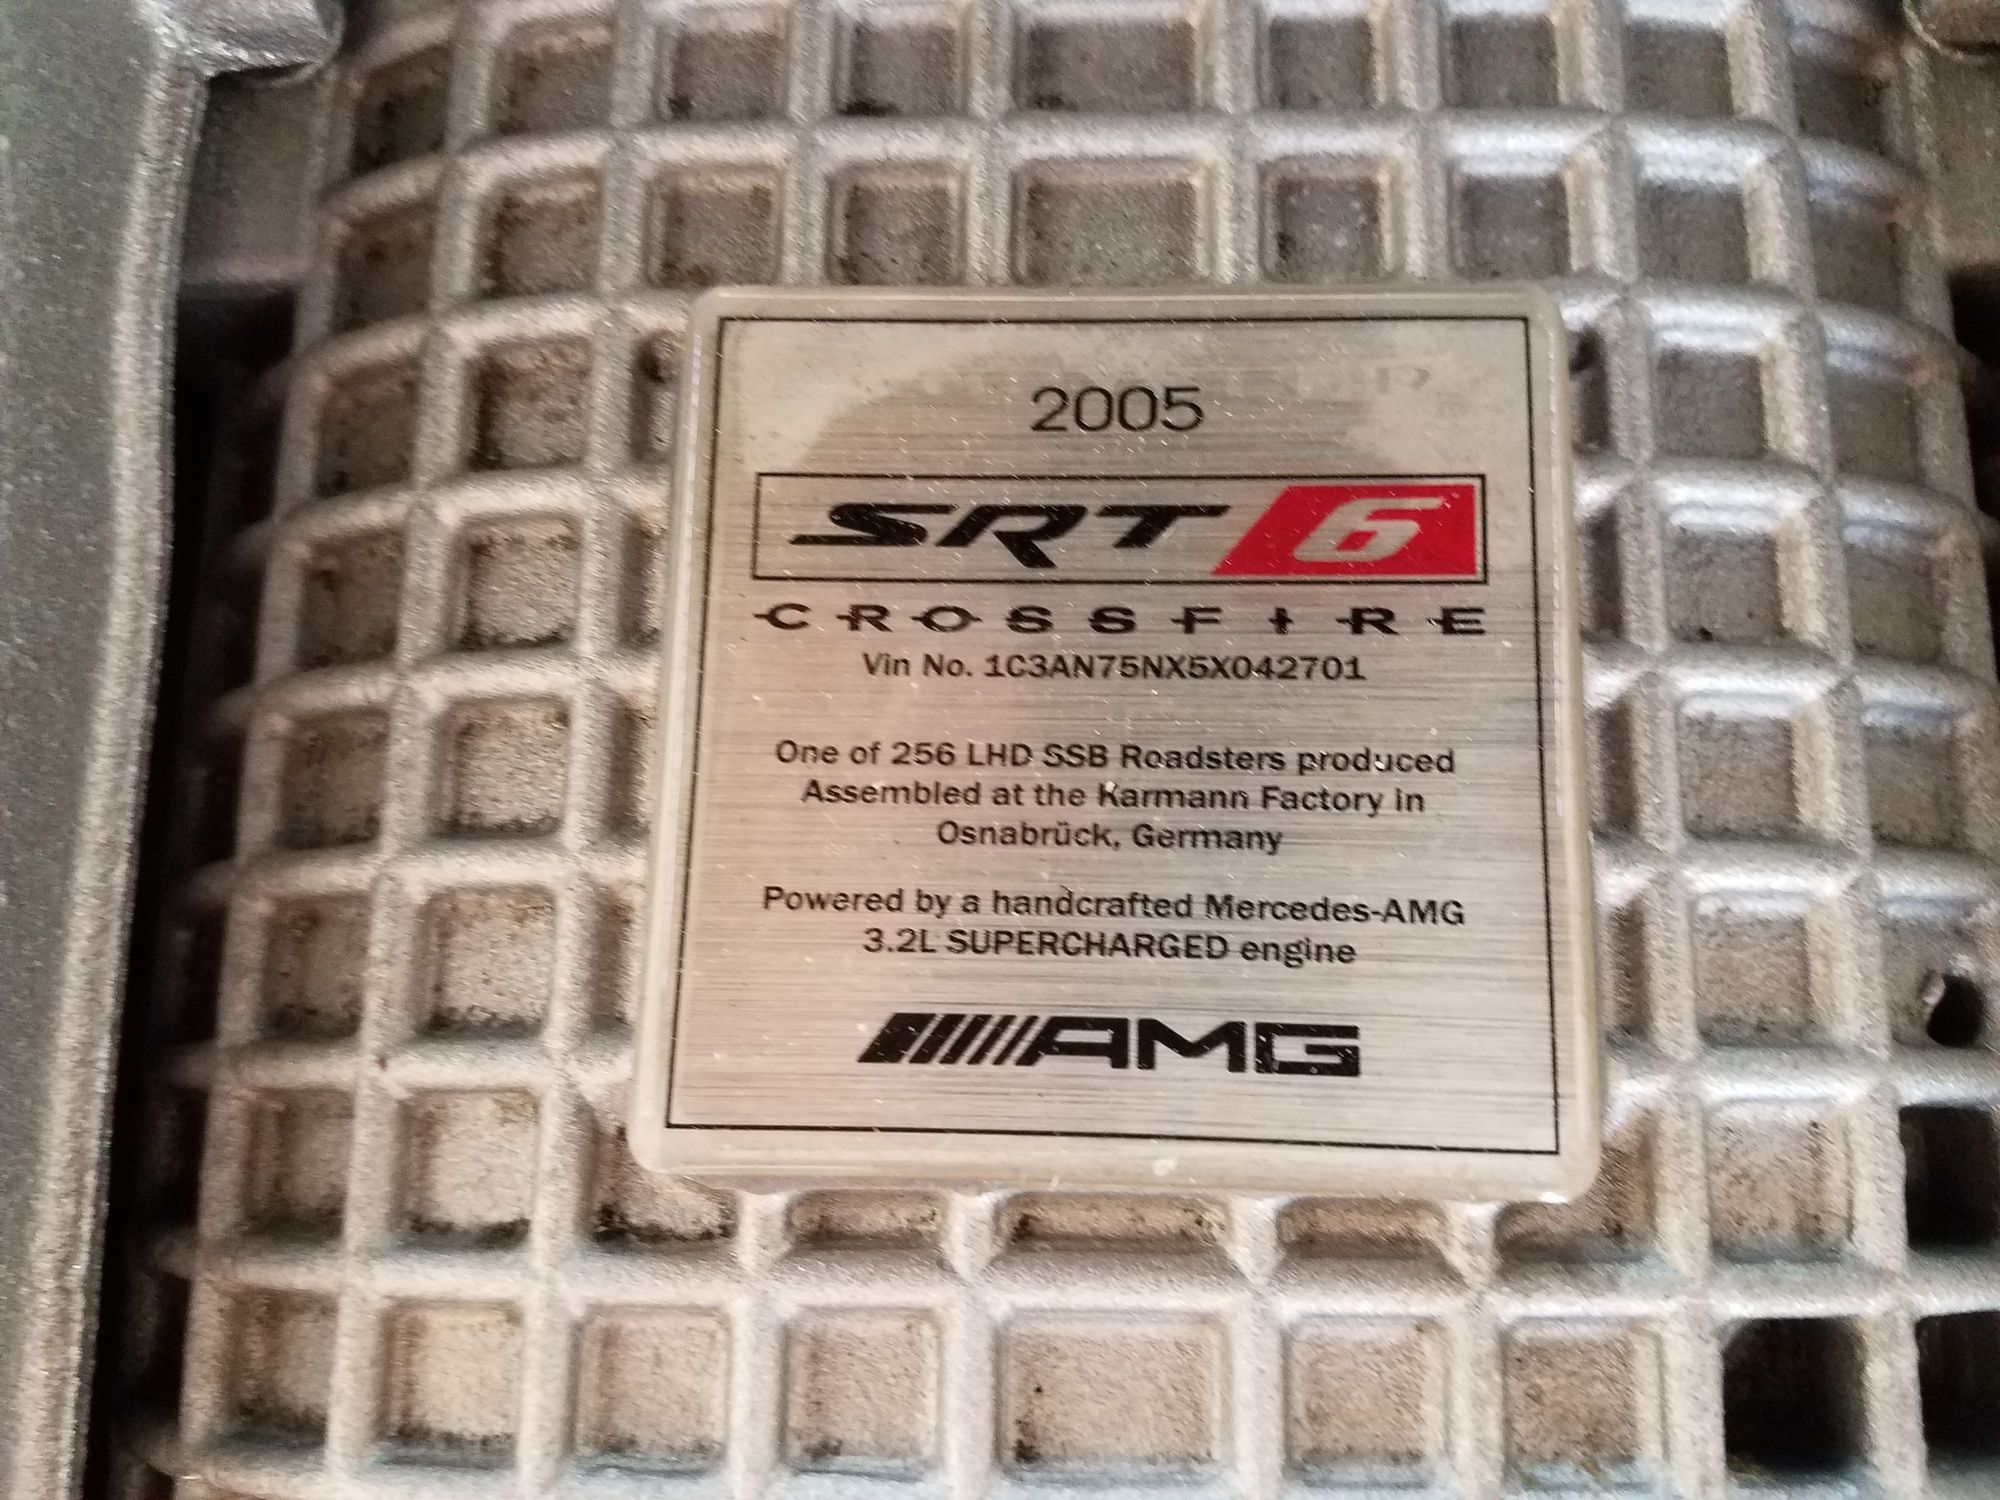 2005
SRT 6
CROSSFIRE
Vin No. 1C3AN75NX5X042701
One of 256 LHD SSB Roadsters produced
Assembled at the Karmann Factory in
Osnabrück, Germany
Powered by a handcrafted Mercedes-AMG
3.2L SUPERCHARGED engine
AMG